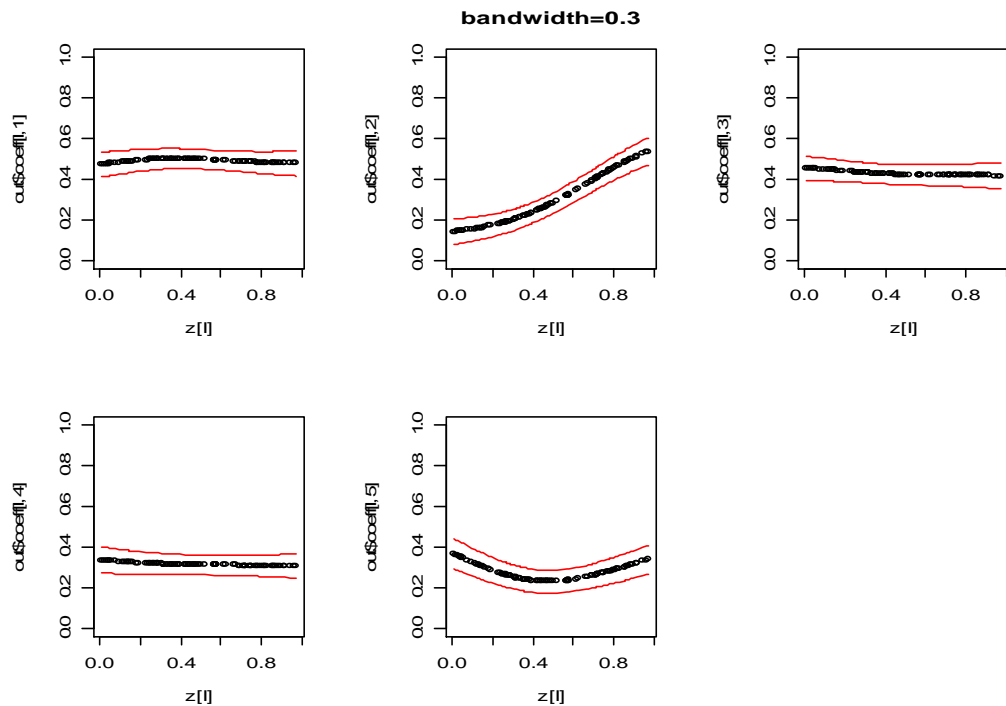 bandwidth=0.3
out$coeff[l, 1]
0.0 0.2 0.4 0.6 0.8 1.0
0.0 0.4 0.8
z[l]
out$coeff[l, 2]
0.0 0.2 0.4 0.6 0.8 1.0
0.0 0.4 0.8
z[l]
out$coeff[l, 3]
0.0 0.2 0.4 0.6 0.8 1.0
0.0 0.4 0.8
z[l]
out$coeff[l, 4]
0.0 0.2 0.4 0.6 0.8 1.0
0.0 0.4 0.8
z[l]
out$coeff[l, 5]
0.0 0.2 0.4 0.6 0.8 1.0
0.0 0.4 0.8
z[l]